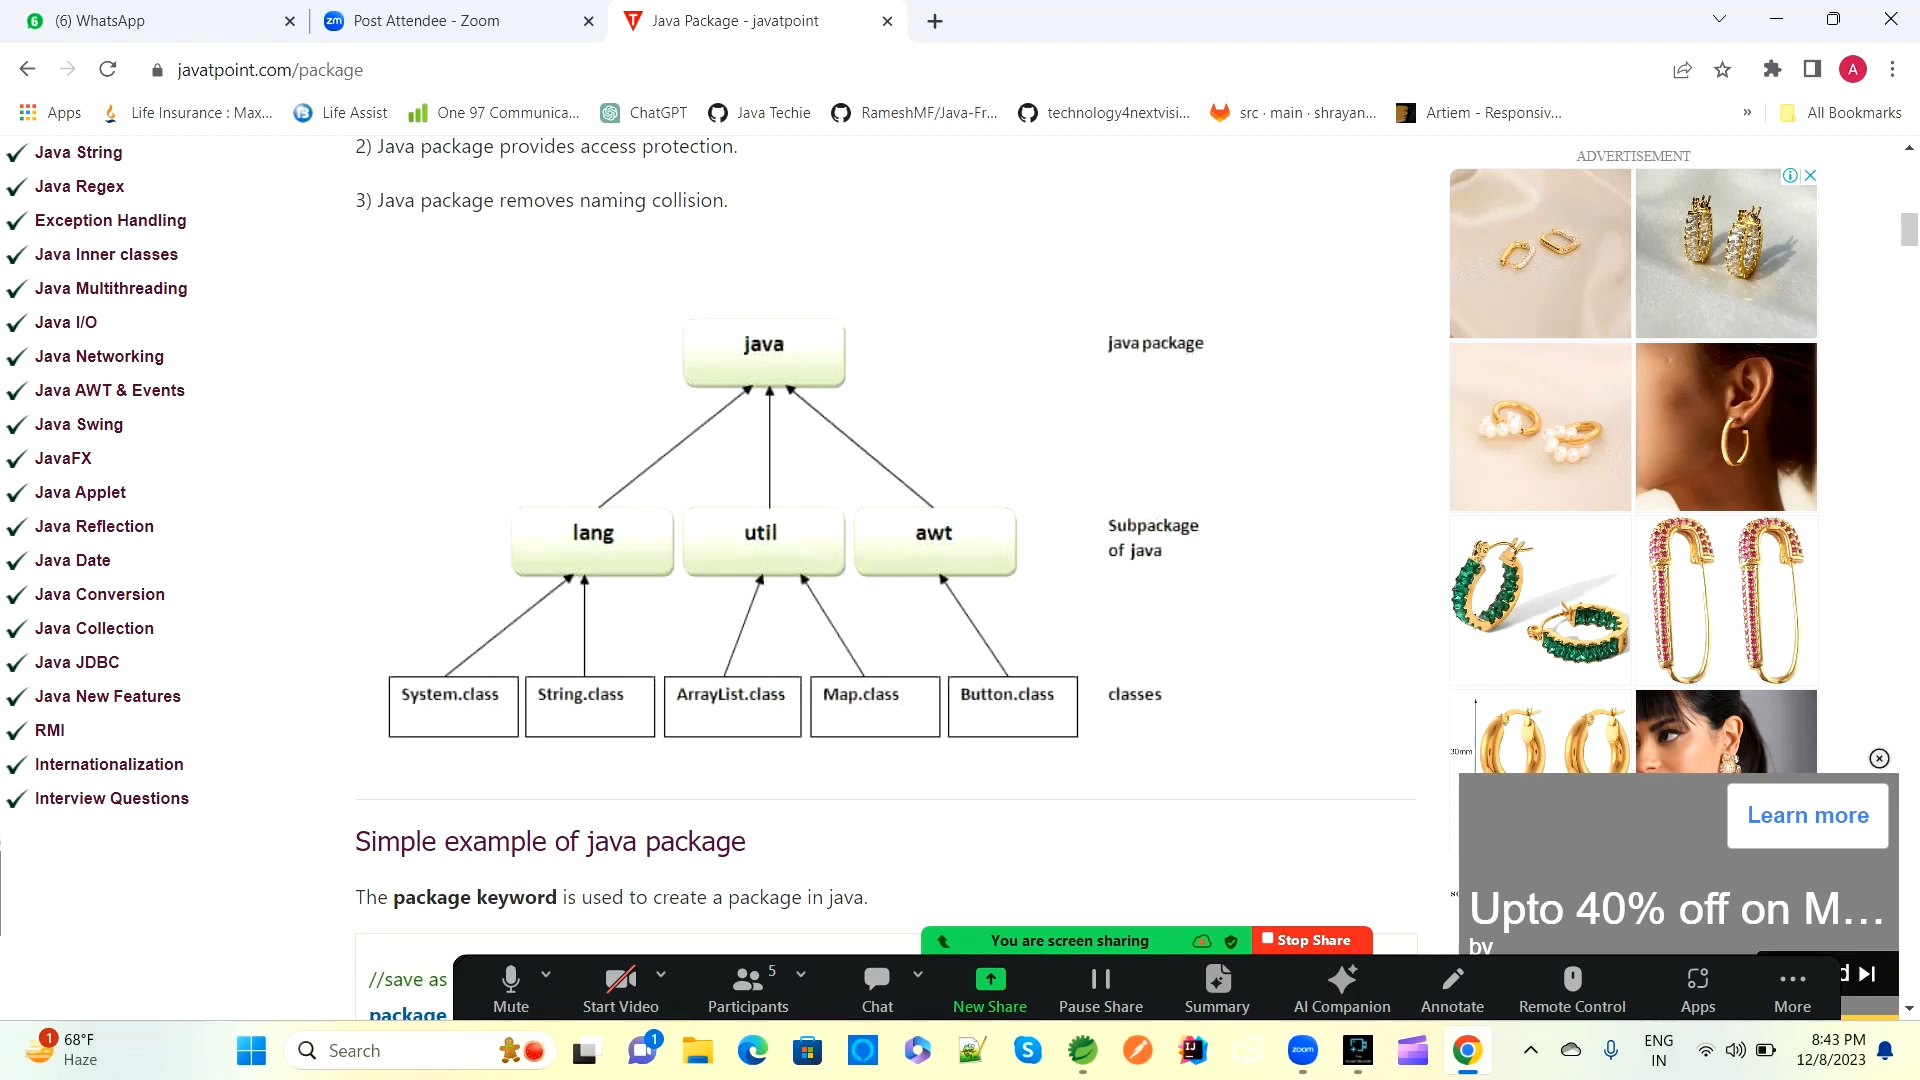 (6) WhatsApp
Post Attendee - Zoom
Java Package - javatpoint
javatpoint.com/package
A
Apps
Life Insurance : Max...
Life Assist
One 97 Communica...
ChatGPT
Java Techie
RameshMF/Java-Fr...
technology4nextvisi...
src · main · shrayan...
Artiem - Responsiv...
»
All Bookmarks
Java String
Java Regex
Exception Handling
Java Inner classes
Java Multithreading
Java I/O
Java Networking
Java AWT & Events
Java Swing
JavaFX
Java Applet
Java Reflection
Java Date
Java Conversion
Java Collection
Java JDBC
Java New Features
RMI
Internationalization
Interview Questions
2) Java package provides access protection.
3) Java package removes naming collision.
java
java package
lang
util
awt
Subpackage
of java
System.class
String.class
ArrayList.class
Map.class
Button.class
classes
Simple example of java package
The package keyword is used to create a package in java.
//save as
package
ADVERTISEMENT
30mm
Learn more
Upto 40% off on M...
by
You are screen sharing
Stop Share
Mute
Start Video
Participants
5
Chat
New Share
Pause Share
Summary
AI Companion
Annotate
Remote Control
Apps
More
1
68°F
Haze
Search
1
zoom
ENG
IN
8:43 PM
12/8/2023